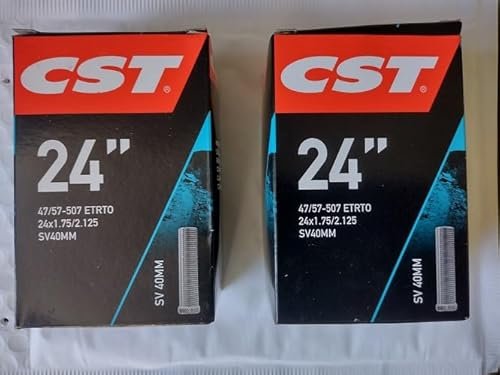 CST®
24”
47/57-507 ETRTO
24x1.75/2.125
SV40MM
SV 40MM
CST®
24”
47/57-507 ETRTO
24x1.75/2.125
SV40MM
SV 40MM